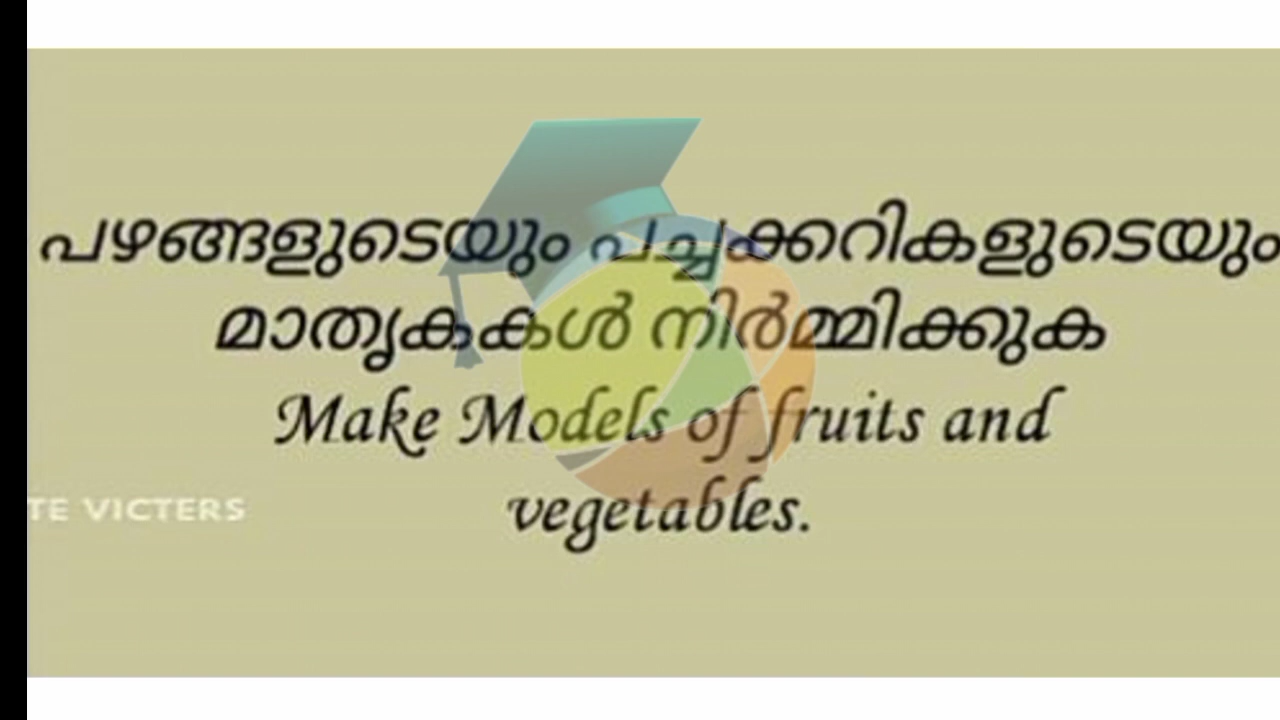 പഴങ്ങളുടെയും പച്ചക്കറികളുടെയും
മാതൃകകൾ നിർമ്മിക്കുക
Make Models of fruits and
vegetables.
TE VICTERS